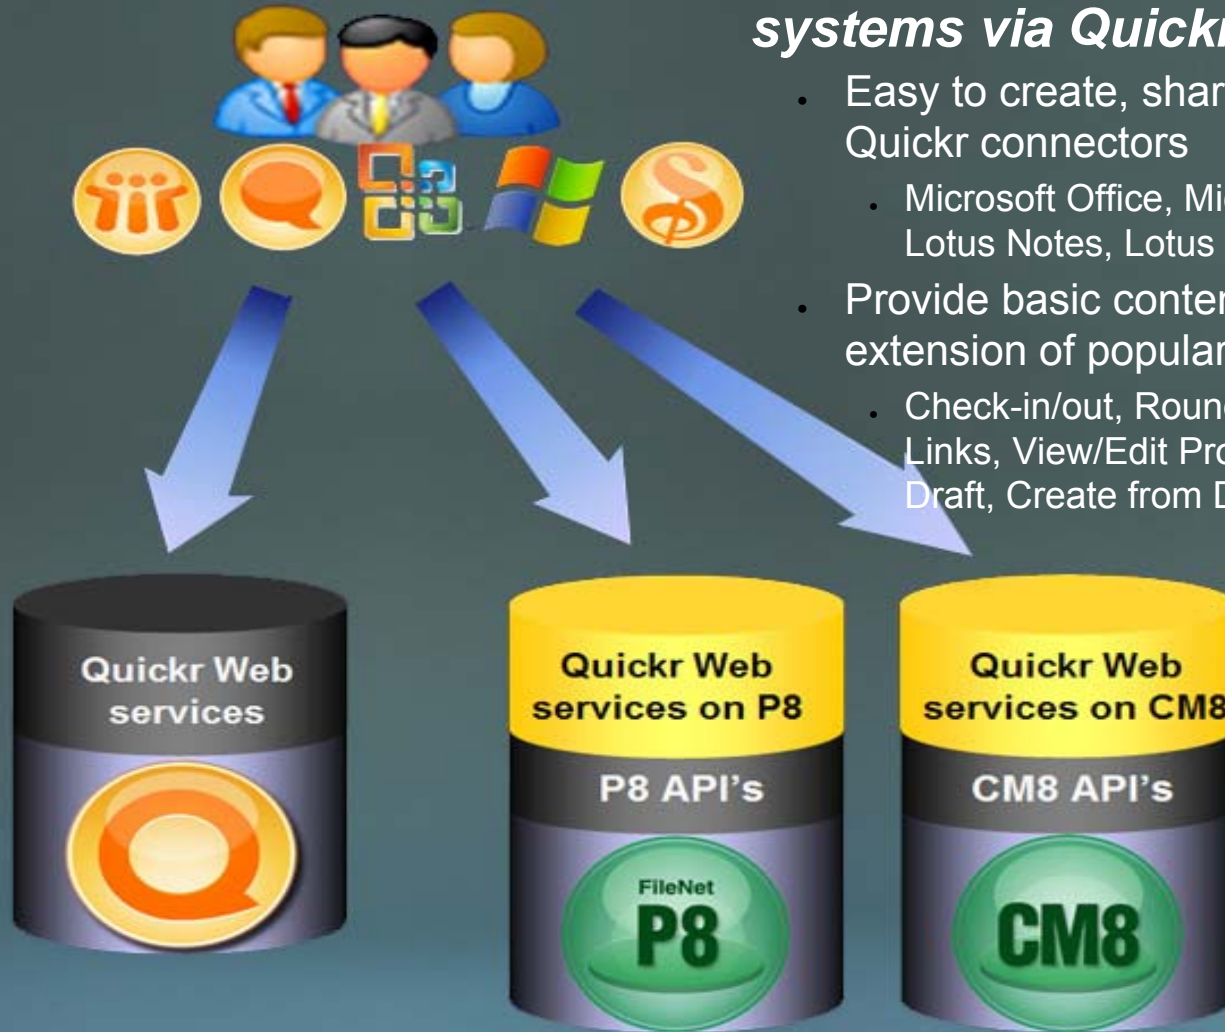 systems via Quickr
Easy to create, shar
Quickr connectors
Microsoft Office, Mi
Lotus Notes, Lotus
Provide basic conten
extension of popular
Check-in/out, Roun
Links, View/Edit Pro
Draft, Create from D
Quickr Web
services
Quickr Web
services on P8
P8 API's
FileNet
P8
Quickr Web
services on CM8
CM8 API's
CM8